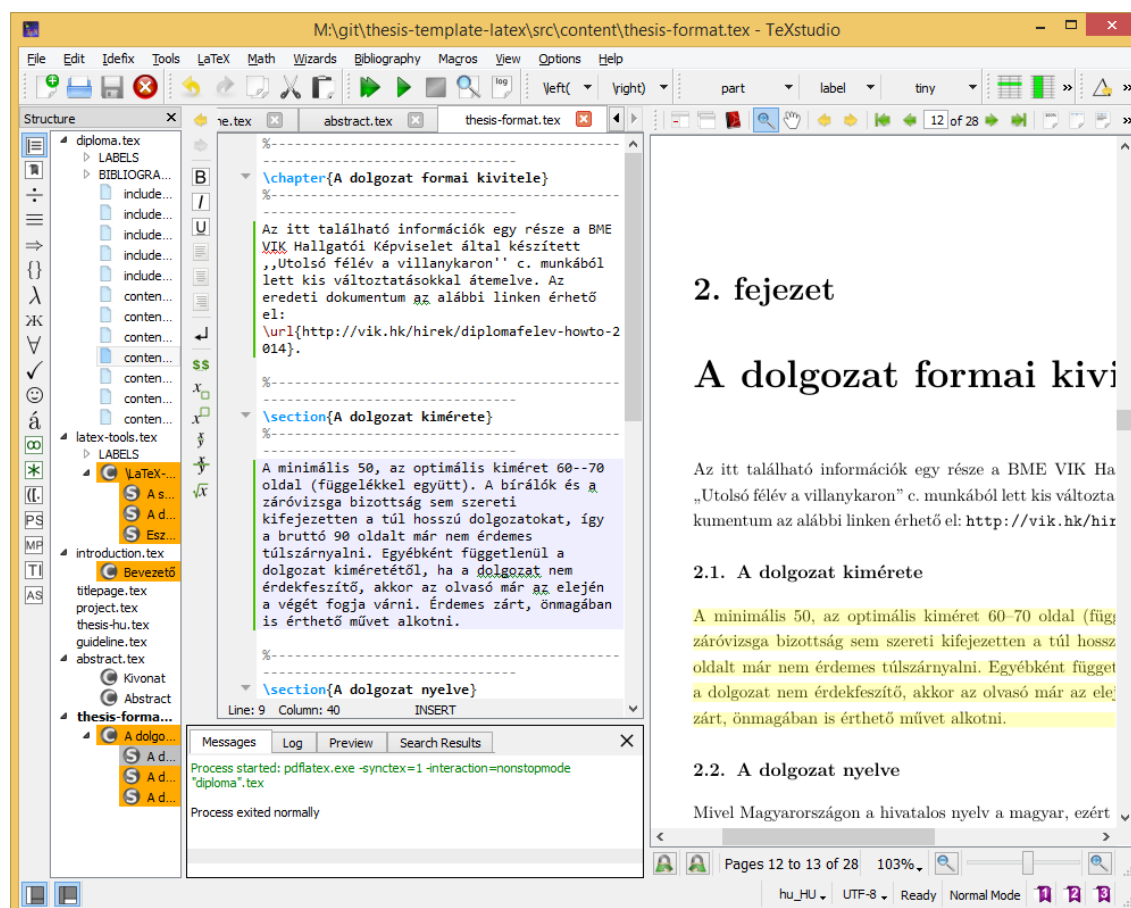 M:\git\thesis-template-latex\src\content\thesis-format.tex - TeXstudio
File Edit Idefix Tools LaTeX Math Wizards Bibliography Macros View Options Help
log \left( \right) part label tiny
Structure
ne.tex abstract.tex thesis-format.tex
12 of 28
diploma.tex
LABELS
BIBLIOGRA...
include...
include...
include...
include...
include...
conten...
conten...
conten...
conten...
conten...
conten...
conten...
latex-tools.tex
LABELS
\LaTeX-...
A s...
A d...
Esz...
introduction.tex
Bevezető
titlepage.tex
project.tex
thesis-hu.tex
guideline.tex
abstract.tex
Kivonat
Abstract
thesis-forma...
A dolgo...
A d...
A d...
A d...
PS
MP
TI
AS
B
I
U
$$
%--------------------------------------------
--------------------------------
\chapter{A dolgozat formai kivitele}
%--------------------------------------------
--------------------------------
Az itt található információk egy része a BME
VIK Hallgatói Képviselet által készített
,,Utolsó félév a villanykaron'' c. munkából
lett kis változtatásokkal átemelve. Az
eredeti dokumentum az alábbi linken érhető
el:
\url{http://vik.hk/hirek/diplomafelev-howto-2
014}.
%--------------------------------------------
--------------------------------
\section{A dolgozat kimérete}
%--------------------------------------------
--------------------------------
A minimális 50, az optimális kiméret 60--70
oldal (függelékkel együtt). A bírálók és a
záróvizsga bizottság sem szereti
kifejezetten a túl hosszú dolgozatokat, így
a bruttó 90 oldalt már nem érdemes
túlszárnyalni. Egyébként függetlenül a
dolgozat kiméretétől, ha a dolgozat nem
érdekfeszítő, akkor az olvasó már az elején
a végét fogja várni. Érdemes zárt, önmagában
is érthető művet alkotni.
%--------------------------------------------
--------------------------------
\section{A dolgozat nyelve}
Line: 9 Column: 40 INSERT
Messages Log Preview Search Results
Process started: pdflatex.exe -synctex=1 -interaction=nonstopmode
"diploma".tex
Process exited normally
2. fejezet
A dolgozat formai kivi
Az itt található információk egy része a BME VIK Ha
„Utolsó félév a villanykaron” c. munkából lett kis változta
kumentum az alábbi linken érhető el: http://vik.hk/hir
2.1. A dolgozat kimérete
A minimális 50, az optimális kiméret 60–70 oldal (függ
záróvizsga bizottság sem szereti kifejezetten a túl hossz
oldalt már nem érdemes túlszárnyalni. Egyébként függet
a dolgozat nem érdekfeszítő, akkor az olvasó már az elej
zárt, önmagában is érthető művet alkotni.
2.2. A dolgozat nyelve
Mivel Magyarországon a hivatalos nyelv a magyar, ezért
Pages 12 to 13 of 28 103%
hu_HU UTF-8 Ready Normal Mode 1 2 3